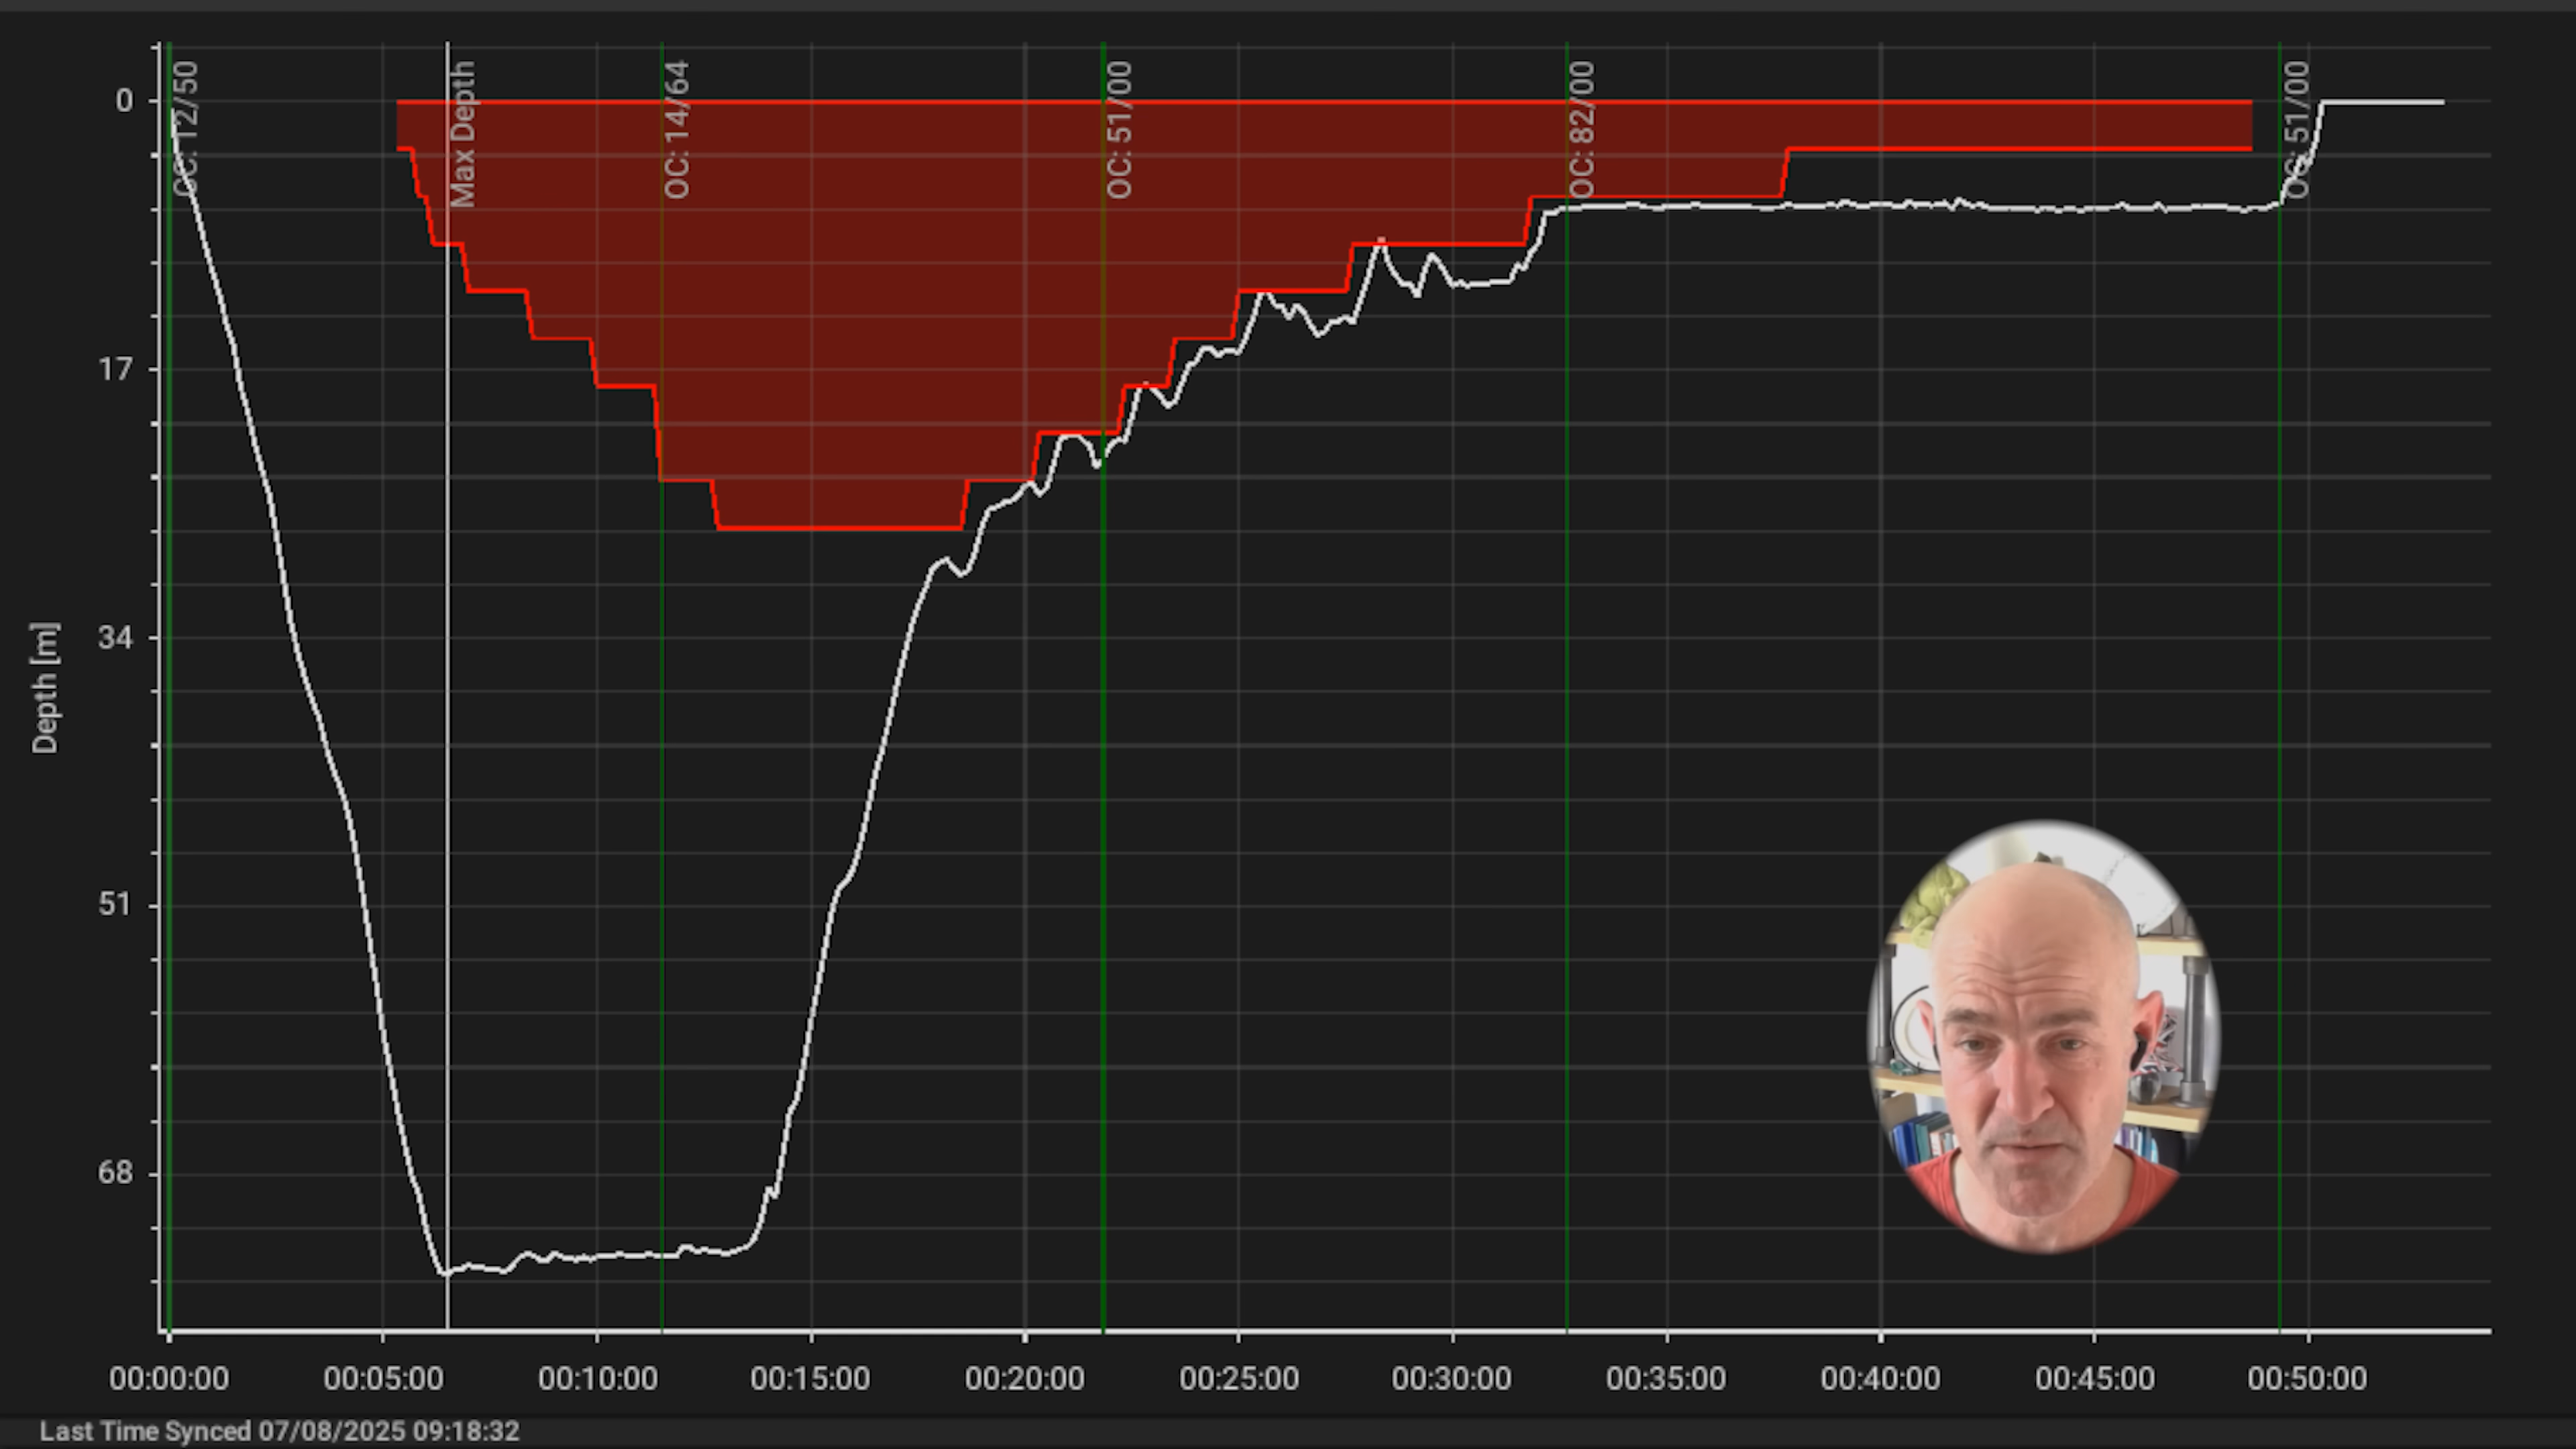 OC: 12/50
Max Depth
OC: 14/64
OC: 51/00
OC: 82/00
OC: 51/00
0
17
34
51
68
Depth [m]
00:00:00 00:05:00 00:10:00 00:15:00 00:20:00 00:25:00 00:30:00 00:35:00 00:40:00 00:45:00 00:50:00
Last Time Synced 07/08/2025 09:18:32